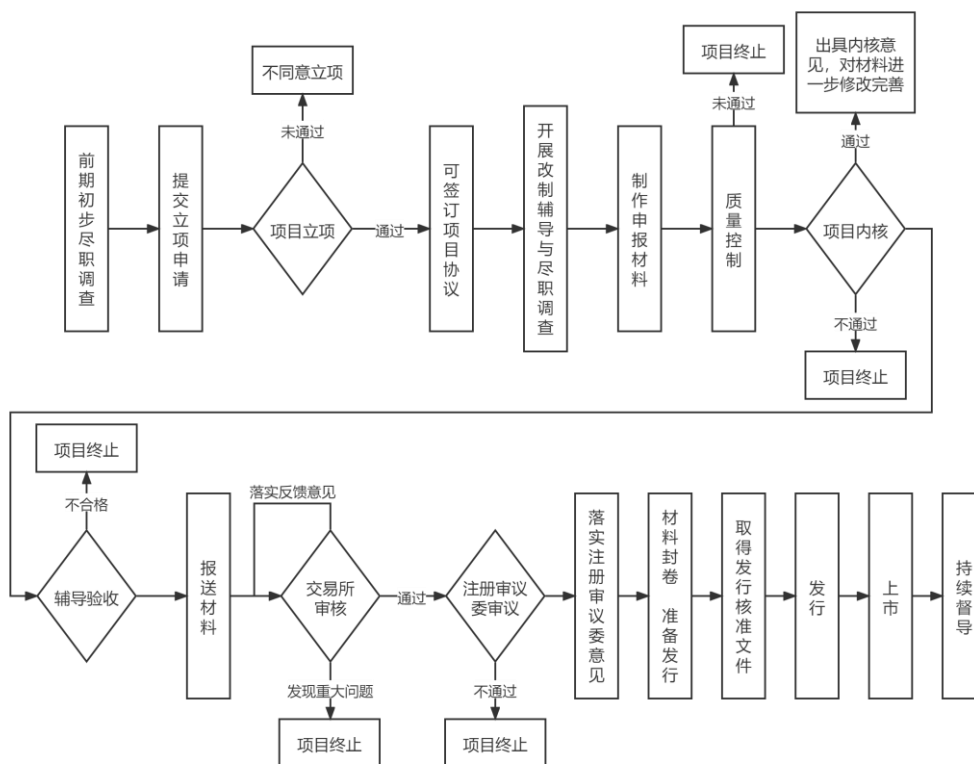 项目终止
出具内核意
见，对材料进
一步修改完善
不同意立项
未通过
未通过
通过
前期初步尽职调查
提交立项申请
项目立项
通过
可签订项目协议
开展改制辅导与尽职调查
制作申报材料
质量控制
项目内核
不通过
项目终止
项目终止
不合格
落实反馈意见
辅导验收
报送材料
交易所
审核
通过
注册审议
委审议
落实注册审议委意见
材料封卷 准备发行
取得发行核准文件
发行
上市
持续督导
发现重大问题
不通过
项目终止
项目终止